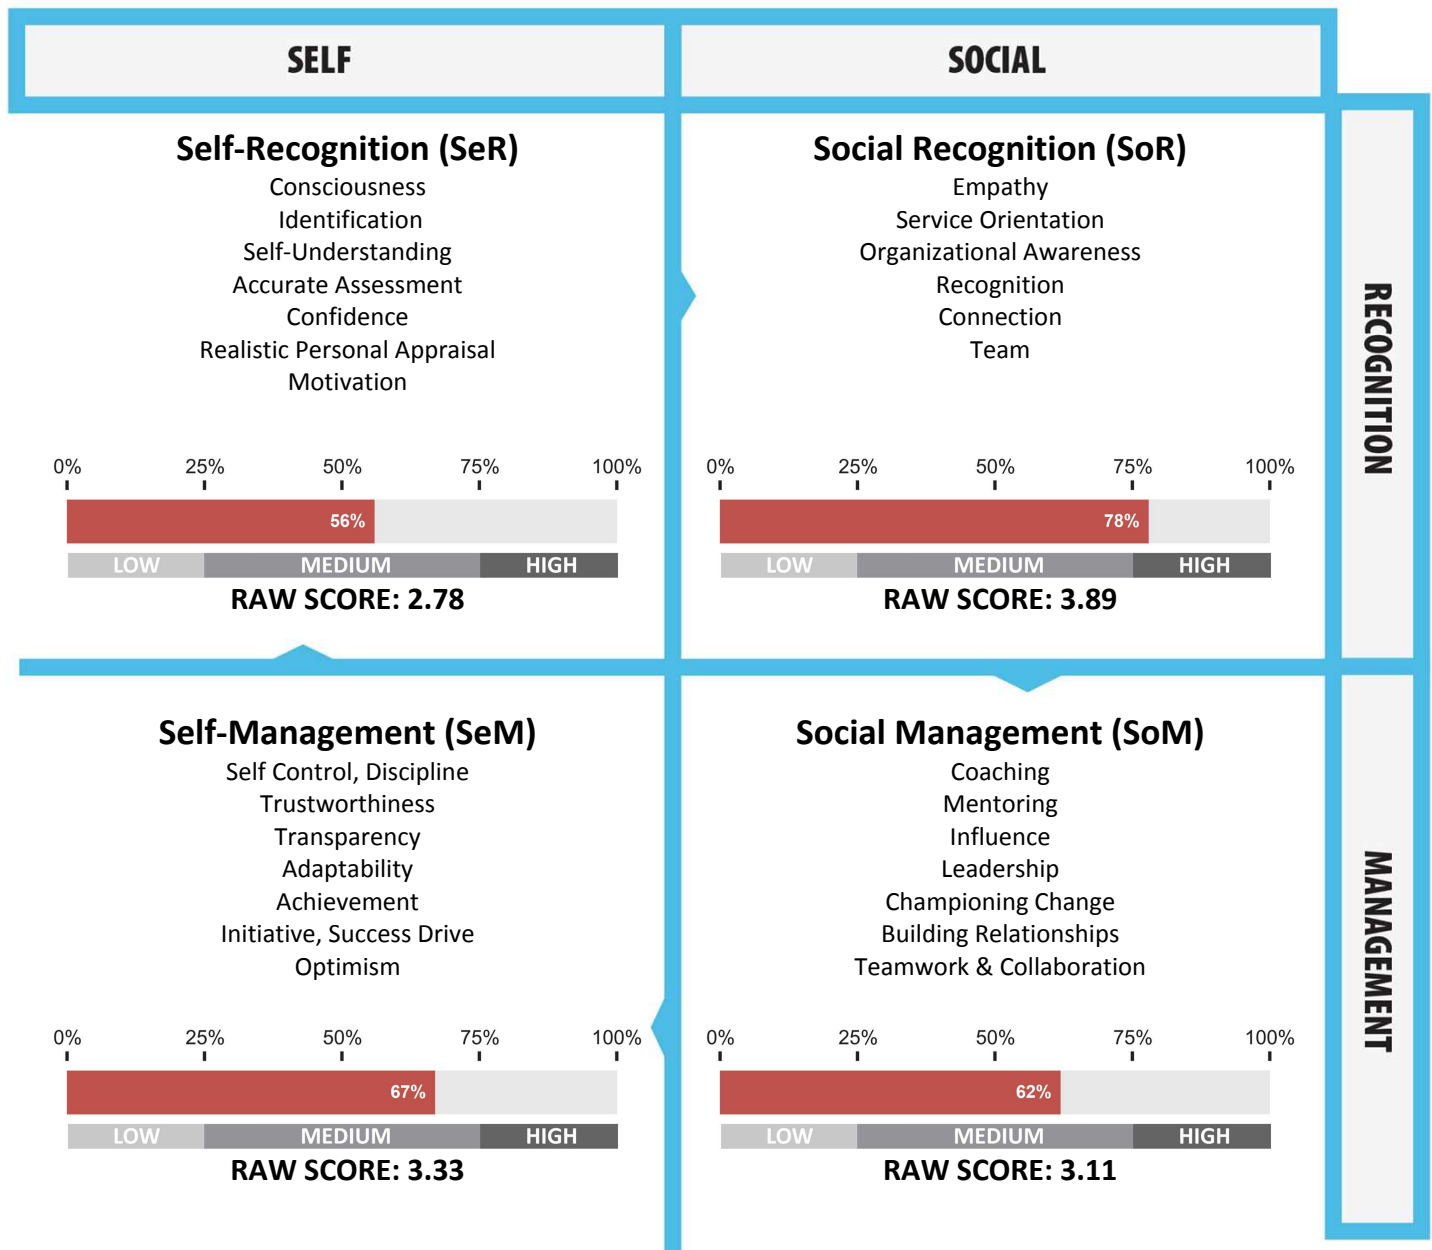 SELF
SOCIAL
RECOGNITION
MANAGEMENT
Self-Recognition (SeR)
Consciousness
Identification
Self-Understanding
Accurate Assessment
Confidence
Realistic Personal Appraisal
Motivation
0% 25% 50% 75% 100%
56%
LOW MEDIUM HIGH
RAW SCORE: 2.78
Social Recognition (SoR)
Empathy
Service Orientation
Organizational Awareness
Recognition
Connection
Team
0% 25% 50% 75% 100%
78%
LOW MEDIUM HIGH
RAW SCORE: 3.89
Self-Management (SeM)
Self Control, Discipline
Trustworthiness
Transparency
Adaptability
Achievement
Initiative, Success Drive
Optimism
0% 25% 50% 75% 100%
67%
LOW MEDIUM HIGH
RAW SCORE: 3.33
Social Management (SoM)
Coaching
Mentoring
Influence
Leadership
Championing Change
Building Relationships
Teamwork & Collaboration
0% 25% 50% 75% 100%
62%
LOW MEDIUM HIGH
RAW SCORE: 3.11